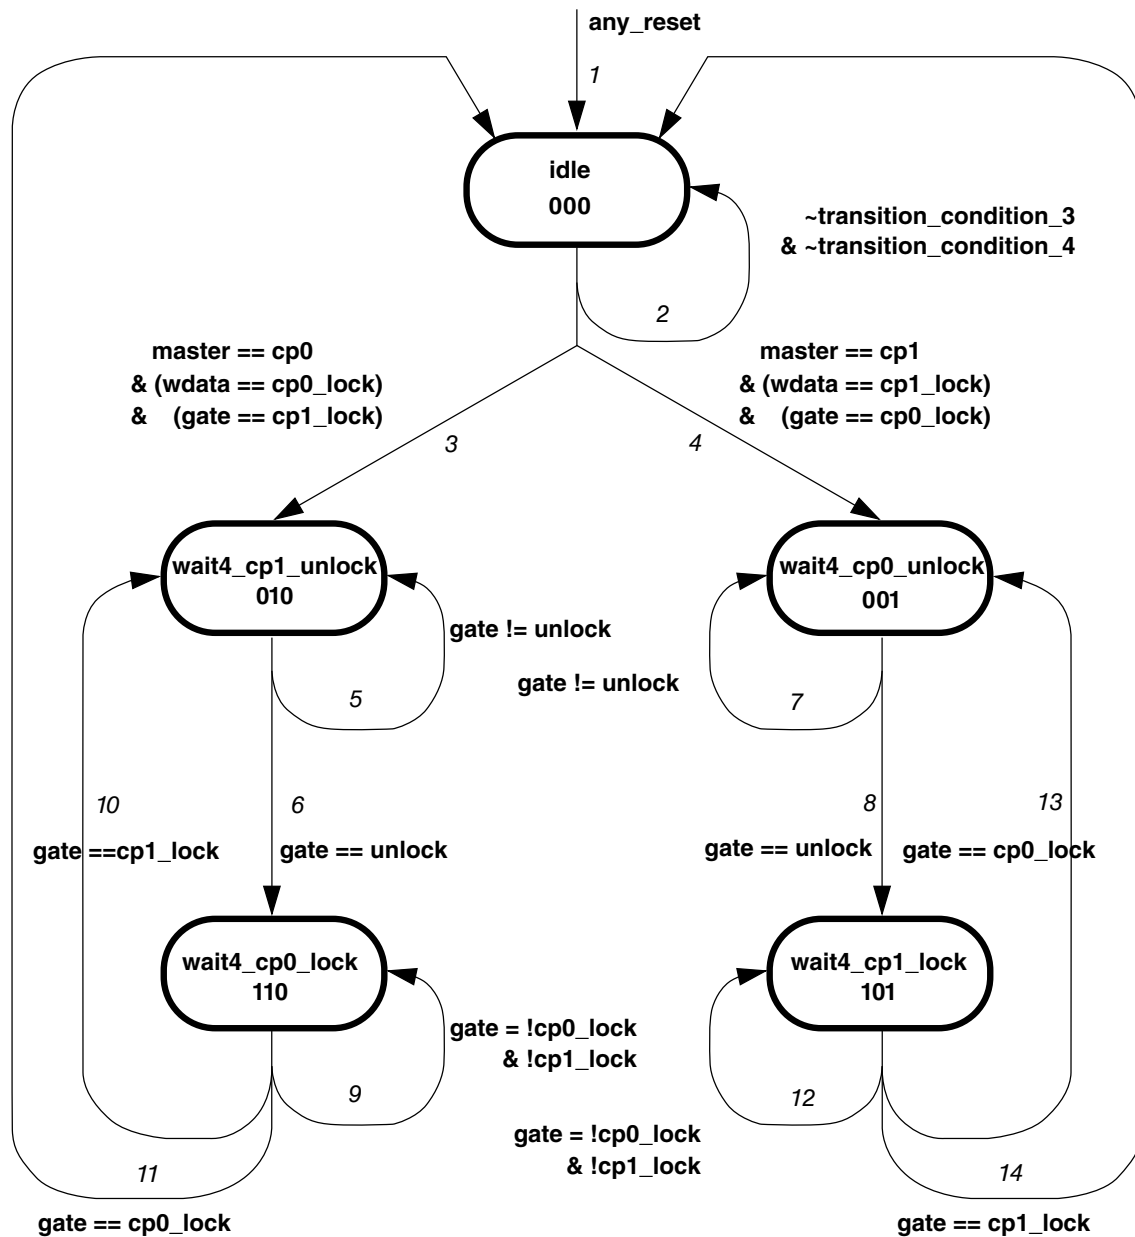 any_reset
1
idle
000
~transition_condition_3
& ~transition_condition_4
2
master == cp0
& (wdata == cp0_lock)
& (gate == cp1_lock)
master == cp1
& (wdata == cp1_lock)
& (gate == cp0_lock)
3
4
wait4_cp1_unlock
010
wait4_cp0_unlock
001
gate != unlock
gate != unlock
5
7
10
6
8
13
gate ==cp1_lock
gate == unlock
gate == unlock
gate == cp0_lock
wait4_cp0_lock
110
wait4_cp1_lock
101
gate = !cp0_lock
& !cp1_lock
9
12
gate = !cp0_lock
& !cp1_lock
11
14
gate == cp0_lock
gate == cp1_lock